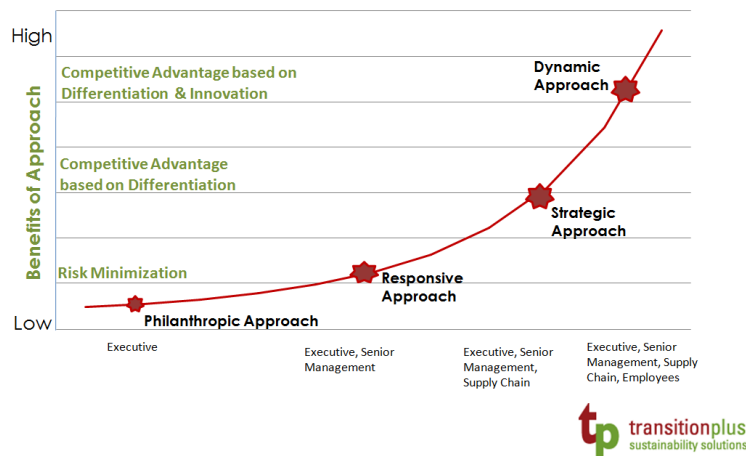 High
Dynamic
Approach
Competitive Advantage based on
Differentiation & Innovation
Benefits of Approach
Competitive Advantage
based on Differentiation
Strategic
Approach
Risk Minimization
Responsive
Approach
Low
Philanthropic Approach
Executive
Executive, Senior
Management
Executive, Senior
Management,
Supply Chain
Executive, Senior
Management, Supply
Chain, Employees
tp
transitionplus
sustainability solutions